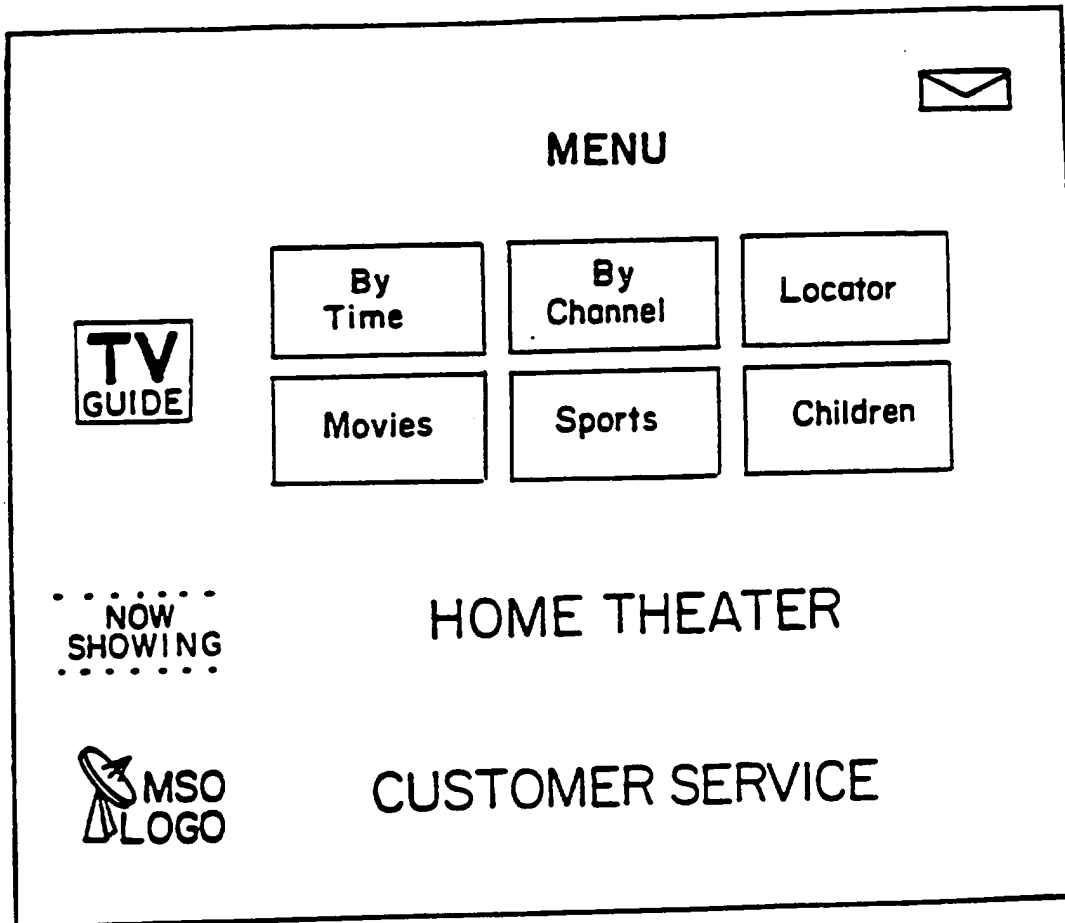 MENU
By
Time
By
Channel
Locator
TV
GUIDE
Movies
Sports
Children
NOW
SHOWING
HOME THEATER
MSO
LOGO
CUSTOMER SERVICE